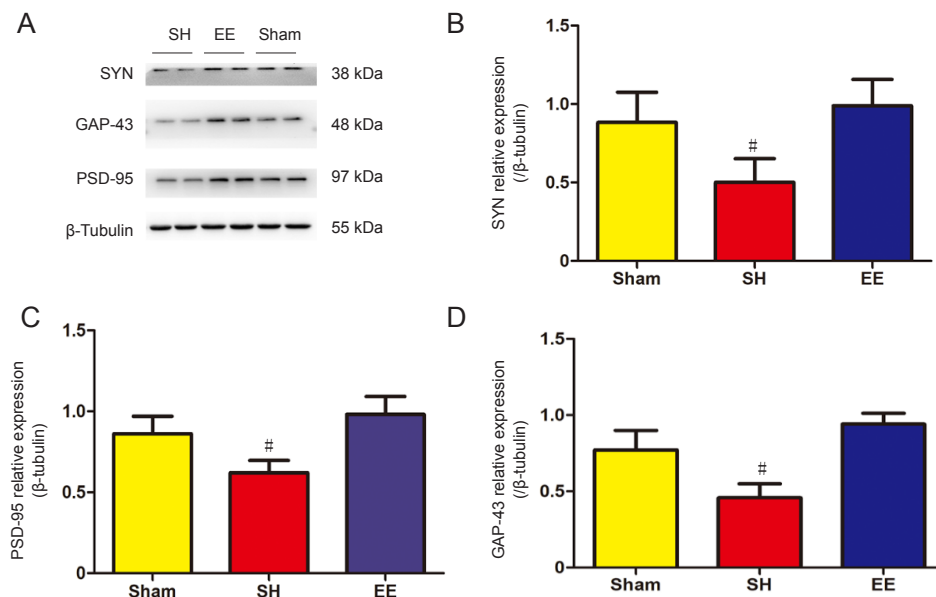 A
SH EE Sham
SYN 38 kDa
GAP-43 48 kDa
PSD-95 97 kDa
β-Tubulin 55 kDa
B
SYN relative expression
(/β-tubulin)
1.5
1.0
0.5
0
#
Sham SH EE
C
PSD-95 relative expression
(β-tubulin)
1.5
1.0
0.5
0
#
Sham SH EE
D
GAP-43 relative expression
(/β-tubulin)
1.5
1.0
0.5
0
#
Sham SH EE